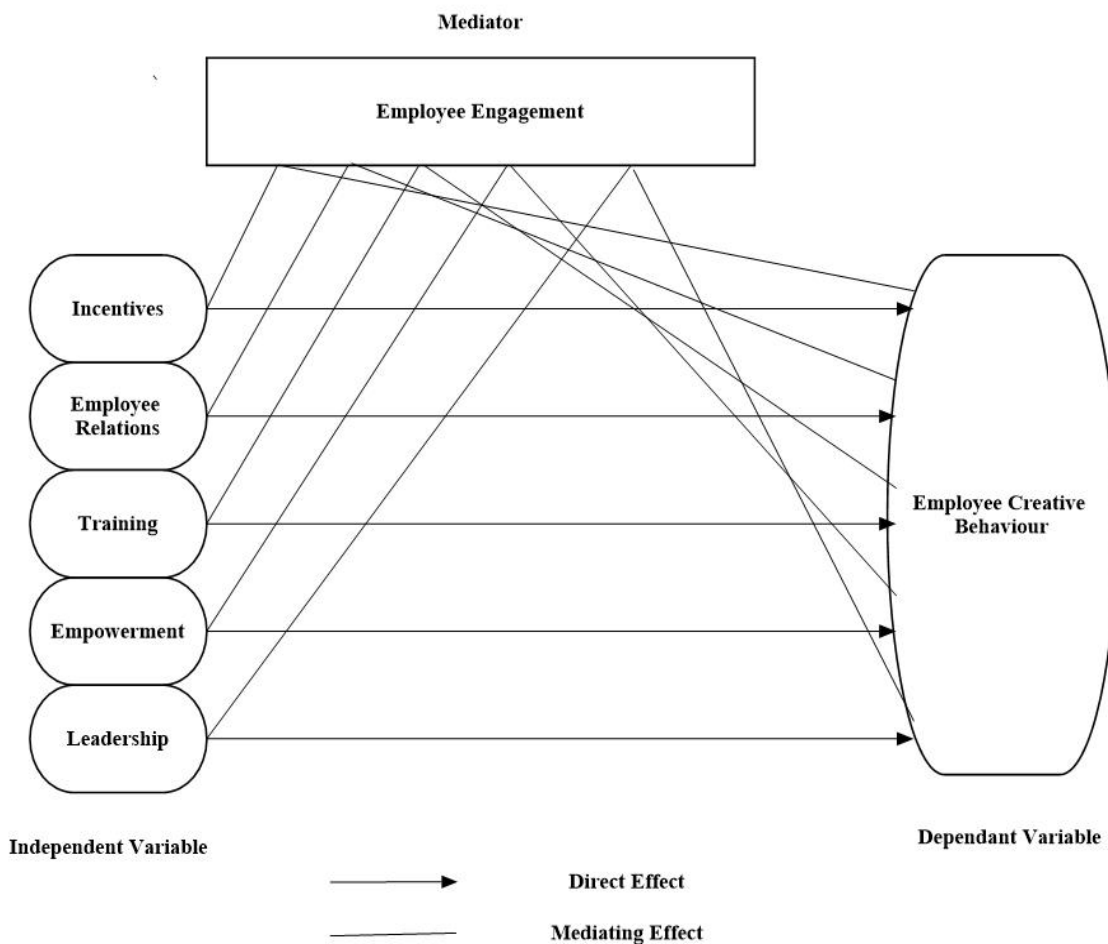 Mediator
Employee Engagement
Incentives
Employee
Relations
Training
Employee Creative
Behaviour
Empowerment
Leadership
Independent Variable
Dependant Variable
Direct Effect
Mediating Effect